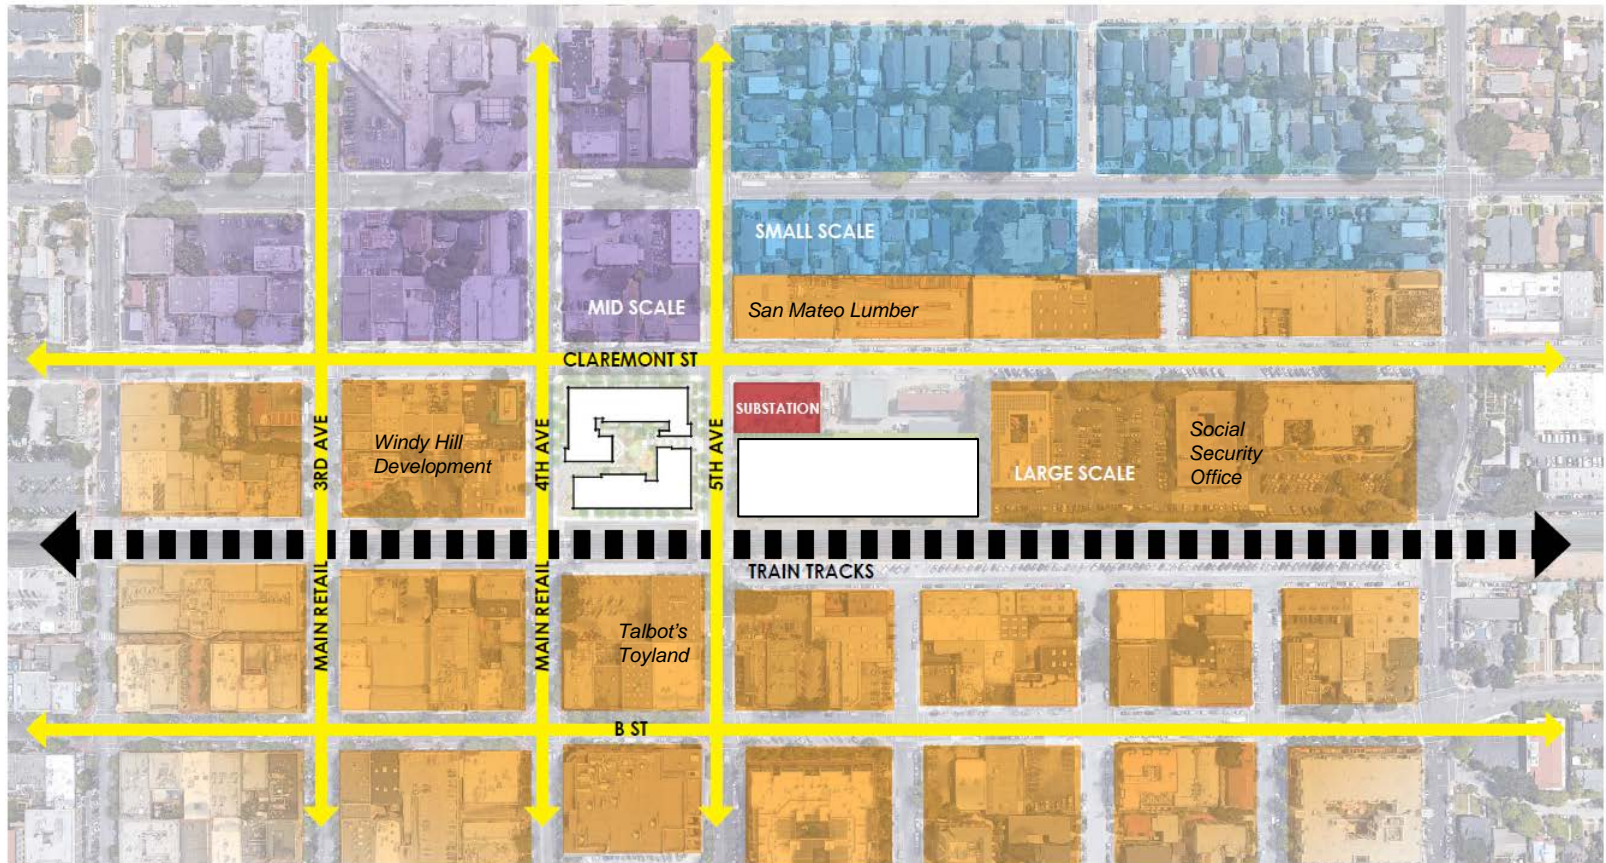 SMALL SCALE
MID SCALE
San Mateo Lumber
CLAREMONT ST
SUBSTATION
3RD AVE
Windy Hill
Development
4TH AVE
5TH AVE
Social
Security
Office
LARGE SCALE
TRAIN TRACKS
MAIN RETAIL
MAIN RETAIL
Talbot's
Toyland
B ST